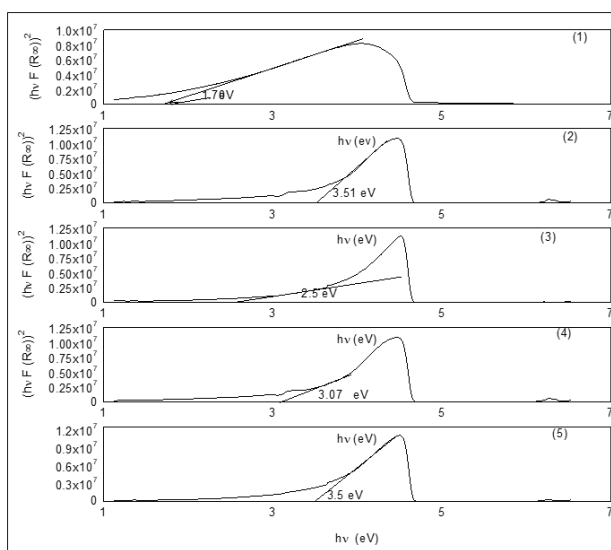 (hν F (R∞))²
1.0x10⁷
0.8x10⁷
0.6x10⁷
0.4x10⁷
0.2x10⁷
0
(1)
1 3 5 7
hν (ev)
(hν F (R∞))²
1.25x10⁷
1.00x10⁷
0.75x10⁷
0.50x10⁷
0.25x10⁷
0
(2)
3.51 eV
1 3 5 7
hν (eV)
(hν F (R∞))²
1.25x10⁷
1.00x10⁷
0.75x10⁷
0.50x10⁷
0.25x10⁷
0
(3)
2.5 eV
1 3 5 7
hν (eV)
(hν F (R∞))²
1.25x10⁷
1.00x10⁷
0.75x10⁷
0.50x10⁷
0.25x10⁷
0
(4)
3.07 eV
1 3 5 7
hν (eV)
1.2x10⁷
0.9x10⁷
0.6x10⁷
0.3x10⁷
0
(5)
3.5 eV
1 3 5 7
hν (eV)